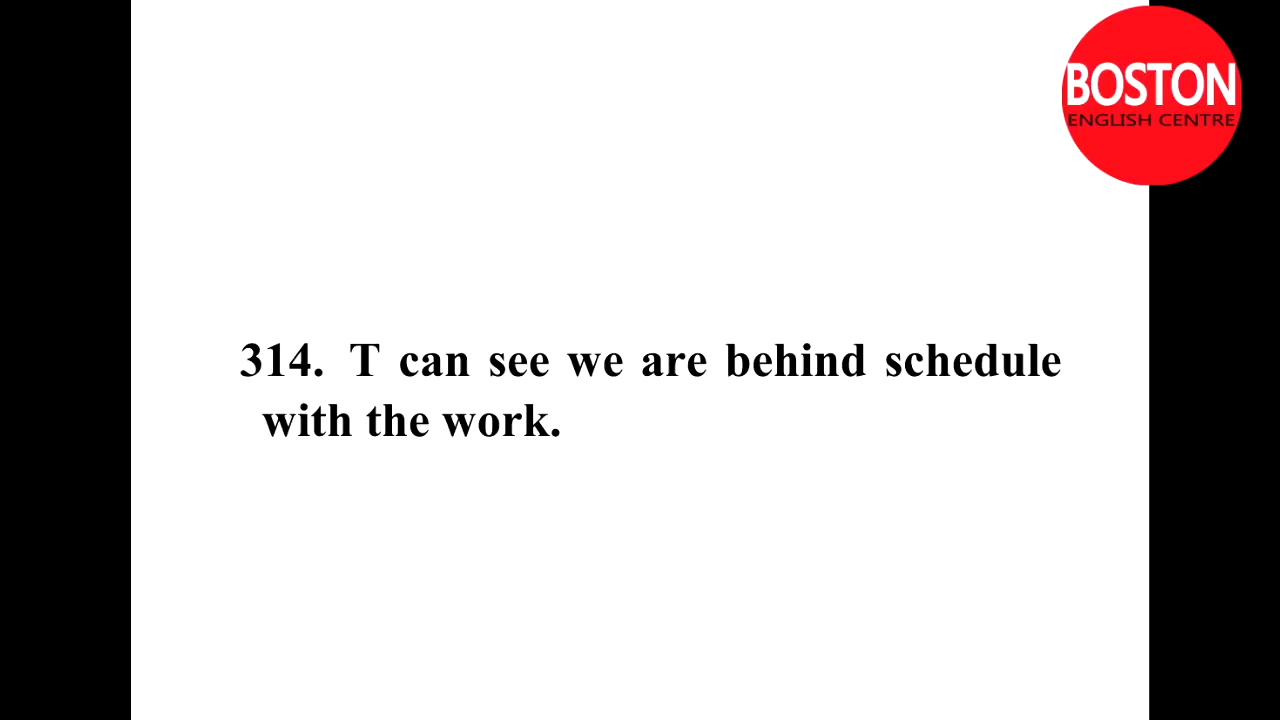 BOSTON
ENGLISH CENTRE
314. T can see we are behind schedule
with the work.